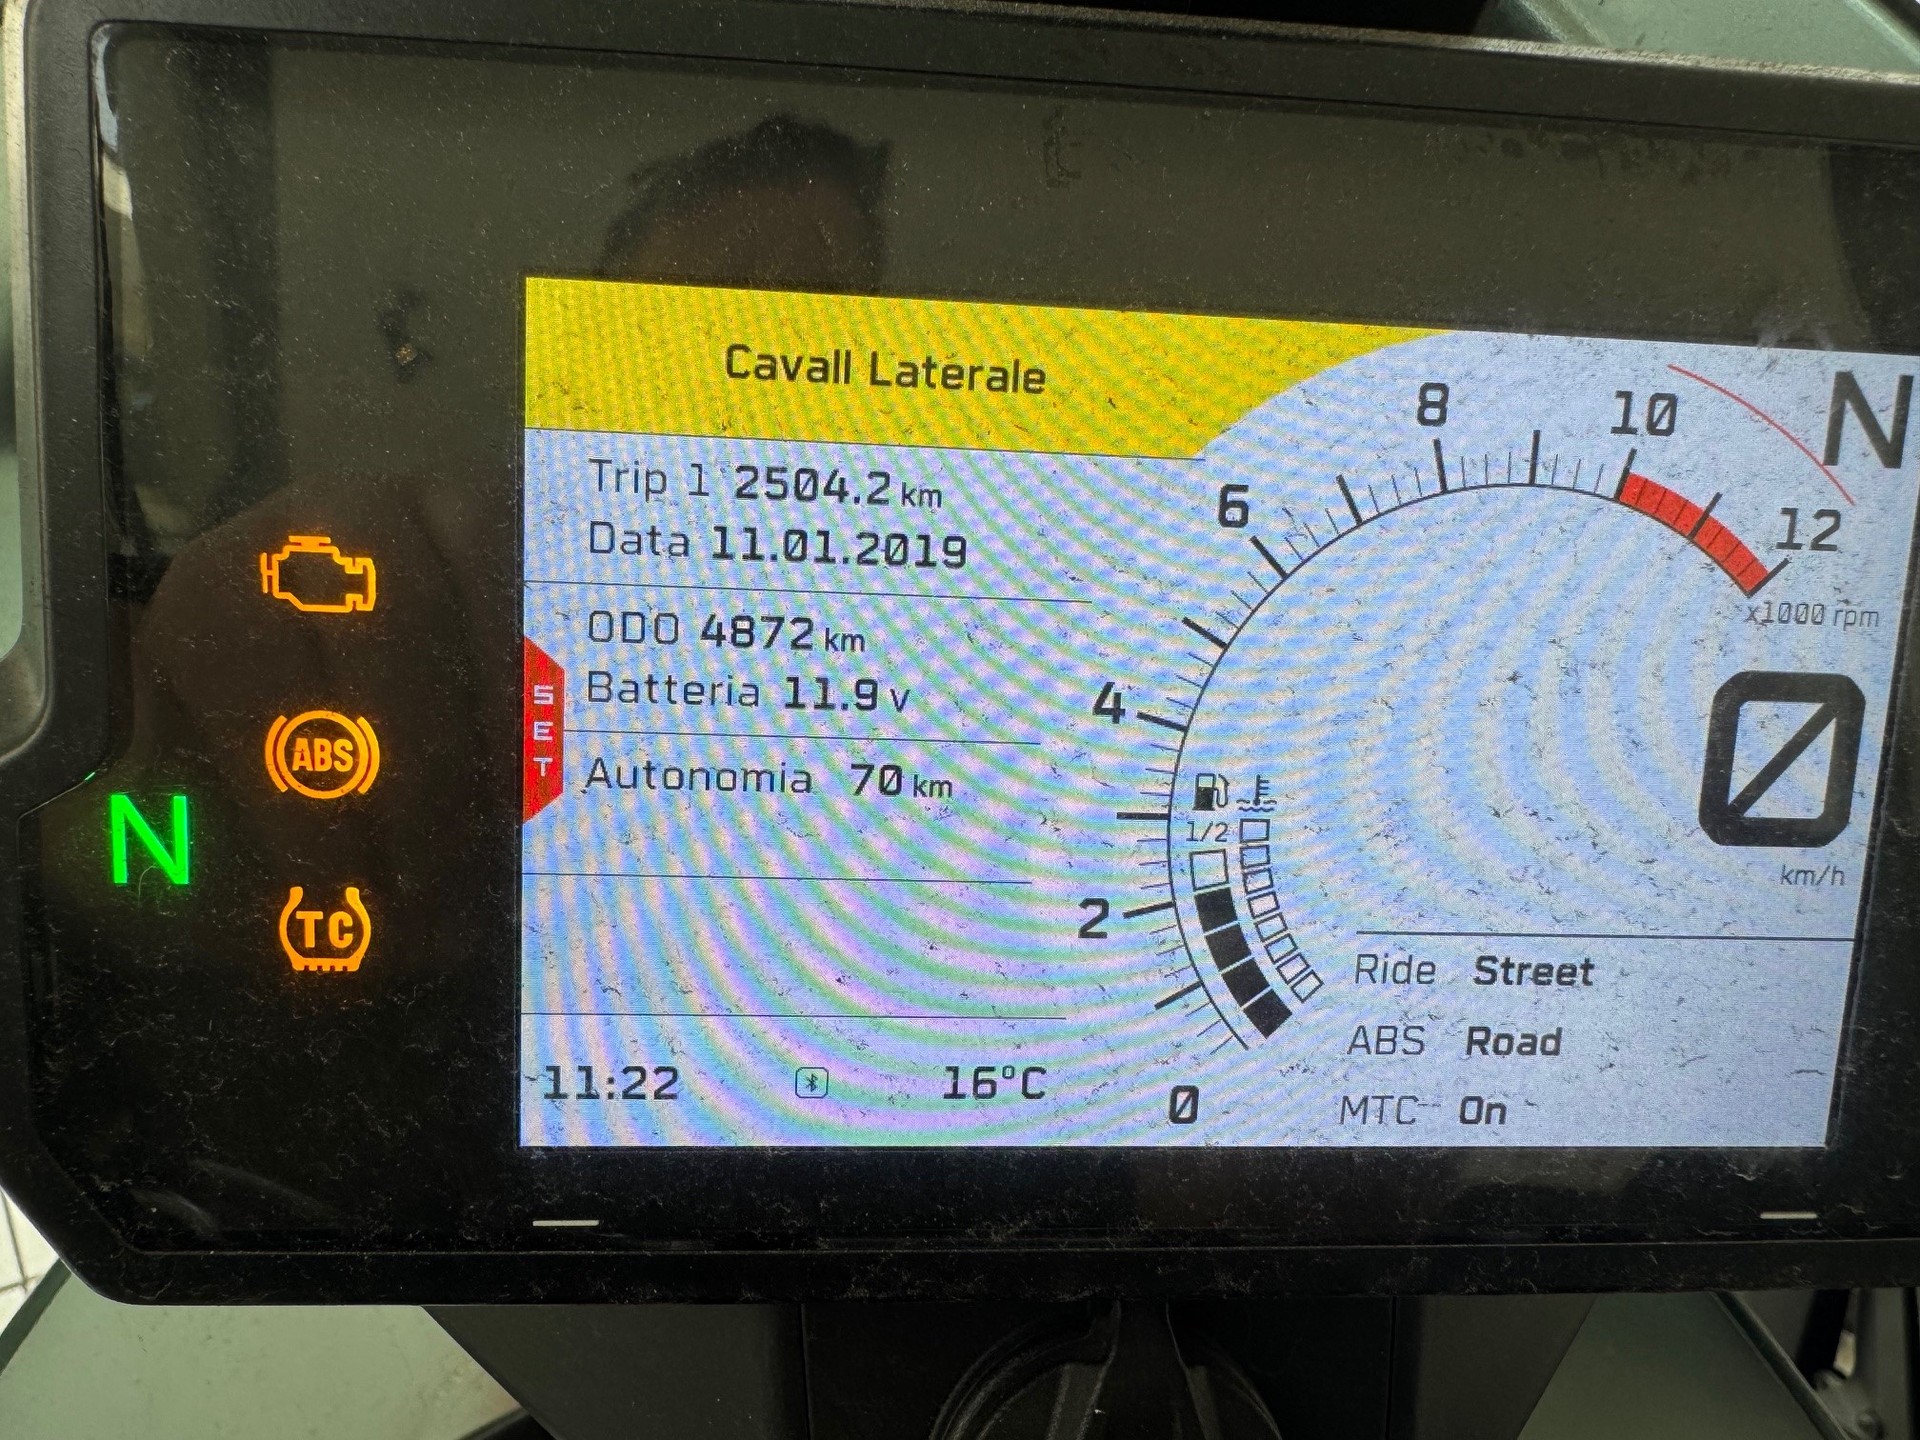 Cavall Laterale
Trip 1 2504.2 km
Data 11.01.2019
ODO 4872 km
Batteria 11.9 V
SET
Autonomia 70 km
11:22 16°C
0
2
4
6
8
10
12
x1000 rpm
N
1/2
0
km/h
Ride Street
ABS Road
MTC On
ABS
N
TC